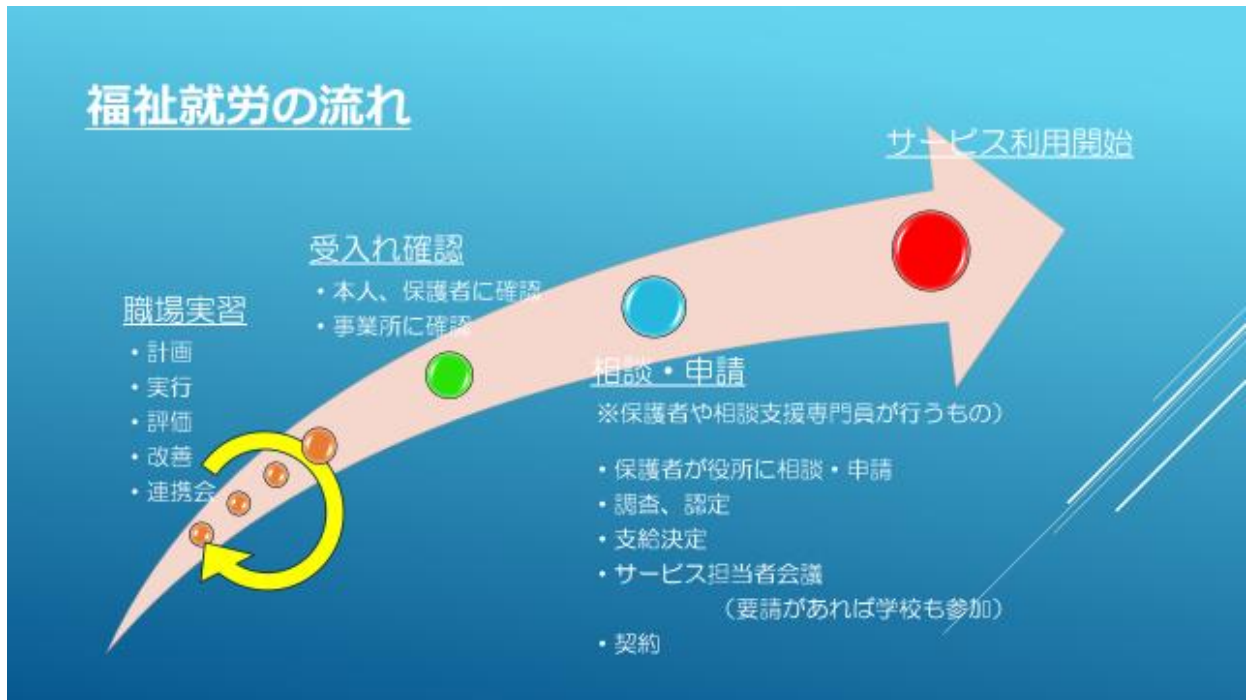 福祉就労の流れ
サービス利用開始
受入れ確認
・本人、保護者に確認
・事業所に確認
職場実習
・計画
・実行
・評価
・改善
・連携会
相談・申請
※保護者や相談支援専門員が行うもの）
・保護者が役所に相談・申請
・調査、認定
・支給決定
・サービス担当者会議
（要請があれば学校も参加）
・契約